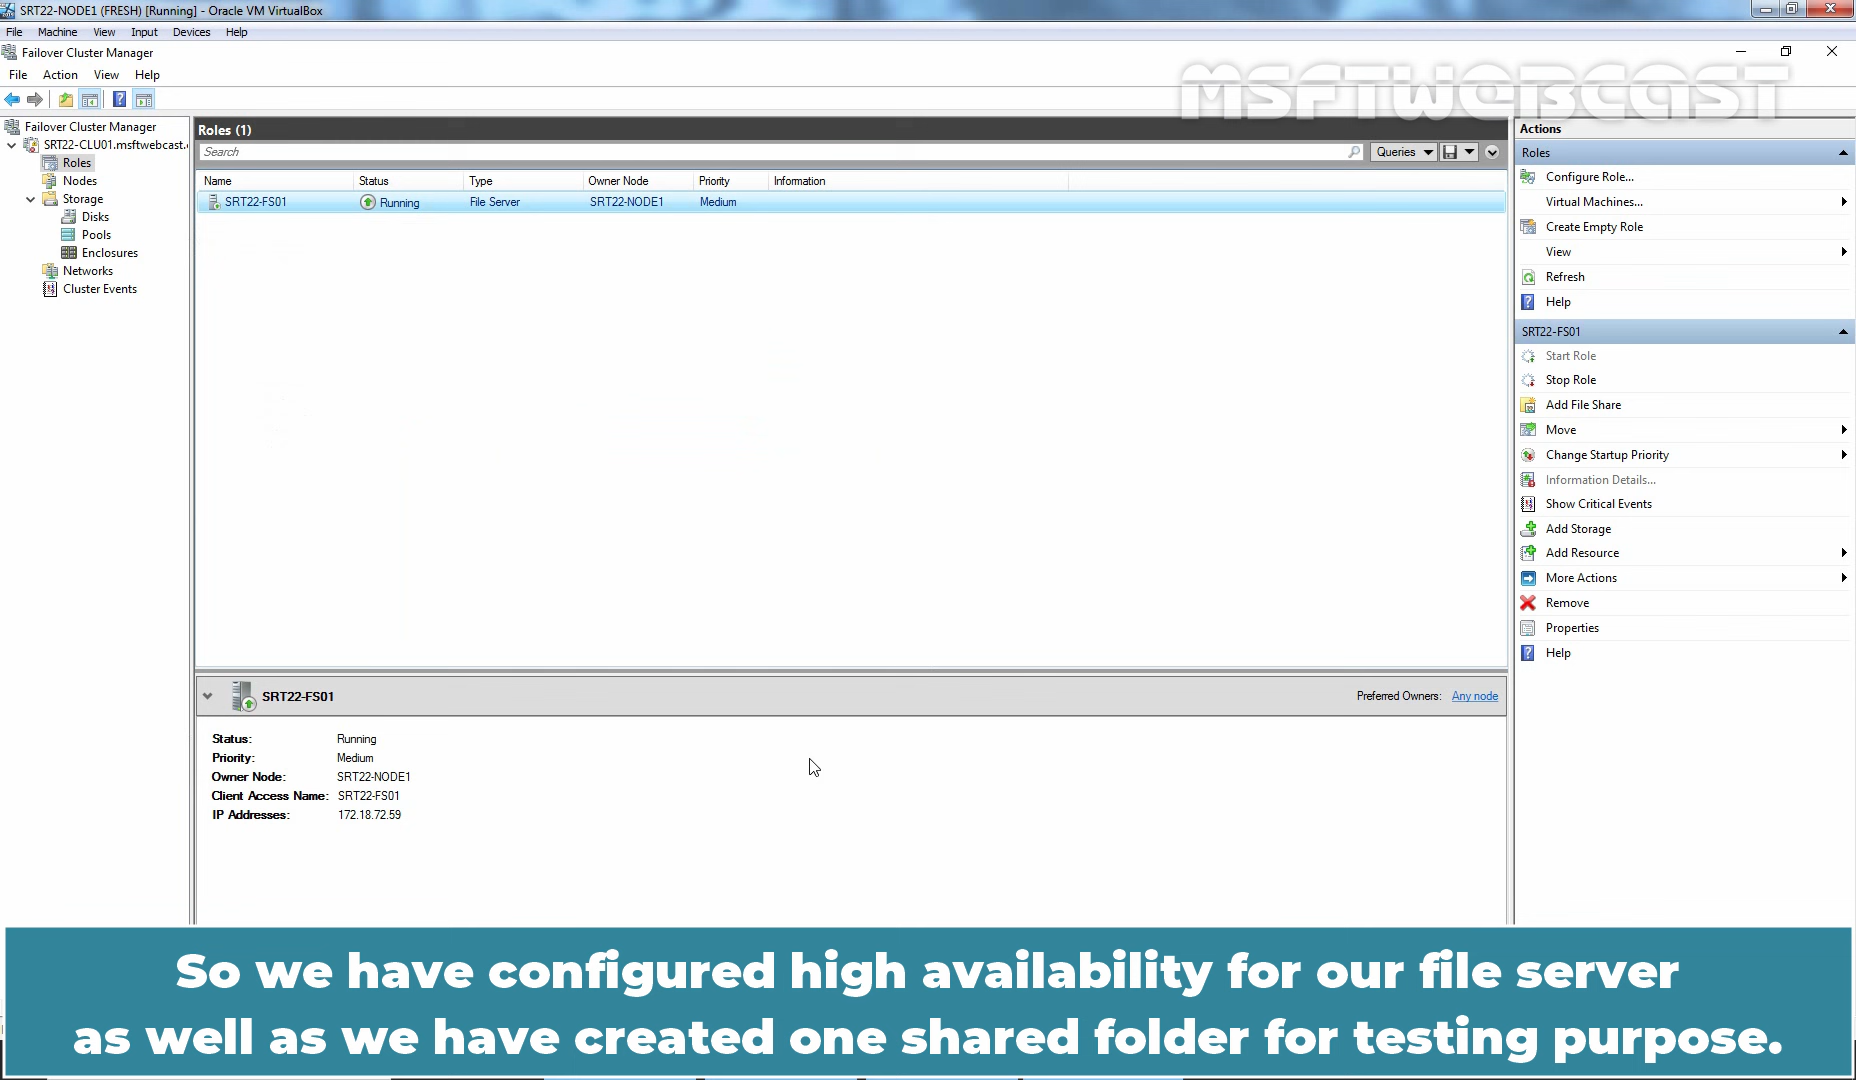 SRT22-NODE1 (FRESH) [Running] - Oracle VM VirtualBox
File Machine View Input Devices Help
Failover Cluster Manager
File Action View Help
MSFTWEBCAST
Failover Cluster Manager
SRT22-CLU01.msftwebcast.
Roles
Nodes
Storage
Disks
Pools
Enclosures
Networks
Cluster Events
Roles (1)
Search
Queries
Name Status Type Owner Node Priority Information
SRT22-FS01 Running File Server SRT22-NODE1 Medium
SRT22-FS01
Preferred Owners: Any node
Status: Running
Priority: Medium
Owner Node: SRT22-NODE1
Client Access Name: SRT22-FS01
IP Addresses: 172.18.72.59
Actions
Roles
Configure Role...
Virtual Machines...
Create Empty Role
View
Refresh
Help
SRT22-FS01
Start Role
Stop Role
Add File Share
Move
Change Startup Priority
Information Details...
Show Critical Events
Add Storage
Add Resource
More Actions
Remove
Properties
Help
So we have configured high availability for our file server
as well as we have created one shared folder for testing purpose.